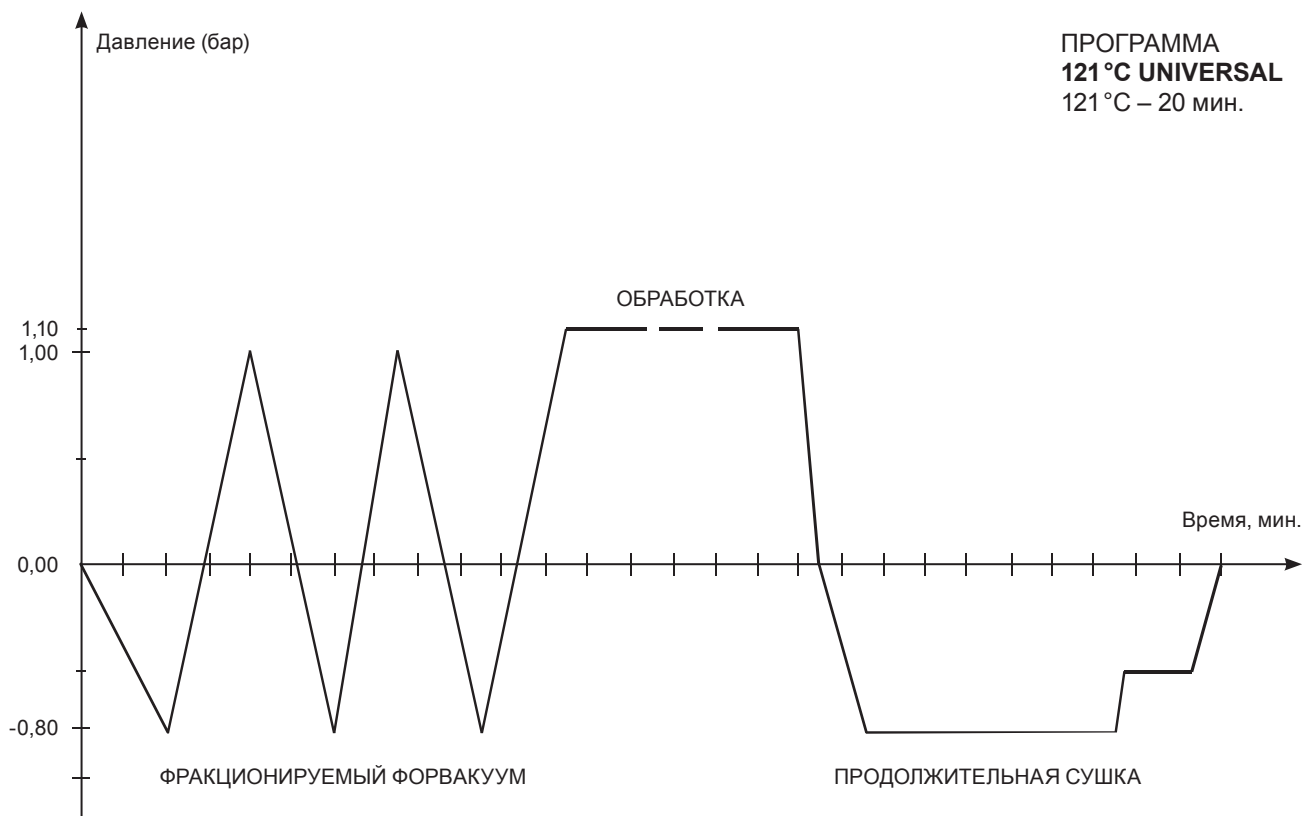 Давление (бар)
ПРОГРАММА
121 °C UNIVERSAL
121 °C – 20 мин.
ОБРАБОТКА
1,10
1,00
Время, мин.
0,00
-0,80
ФРАКЦИОНИРУЕМЫЙ ФОРВАКУУМ
ПРОДОЛЖИТЕЛЬНАЯ СУШКА